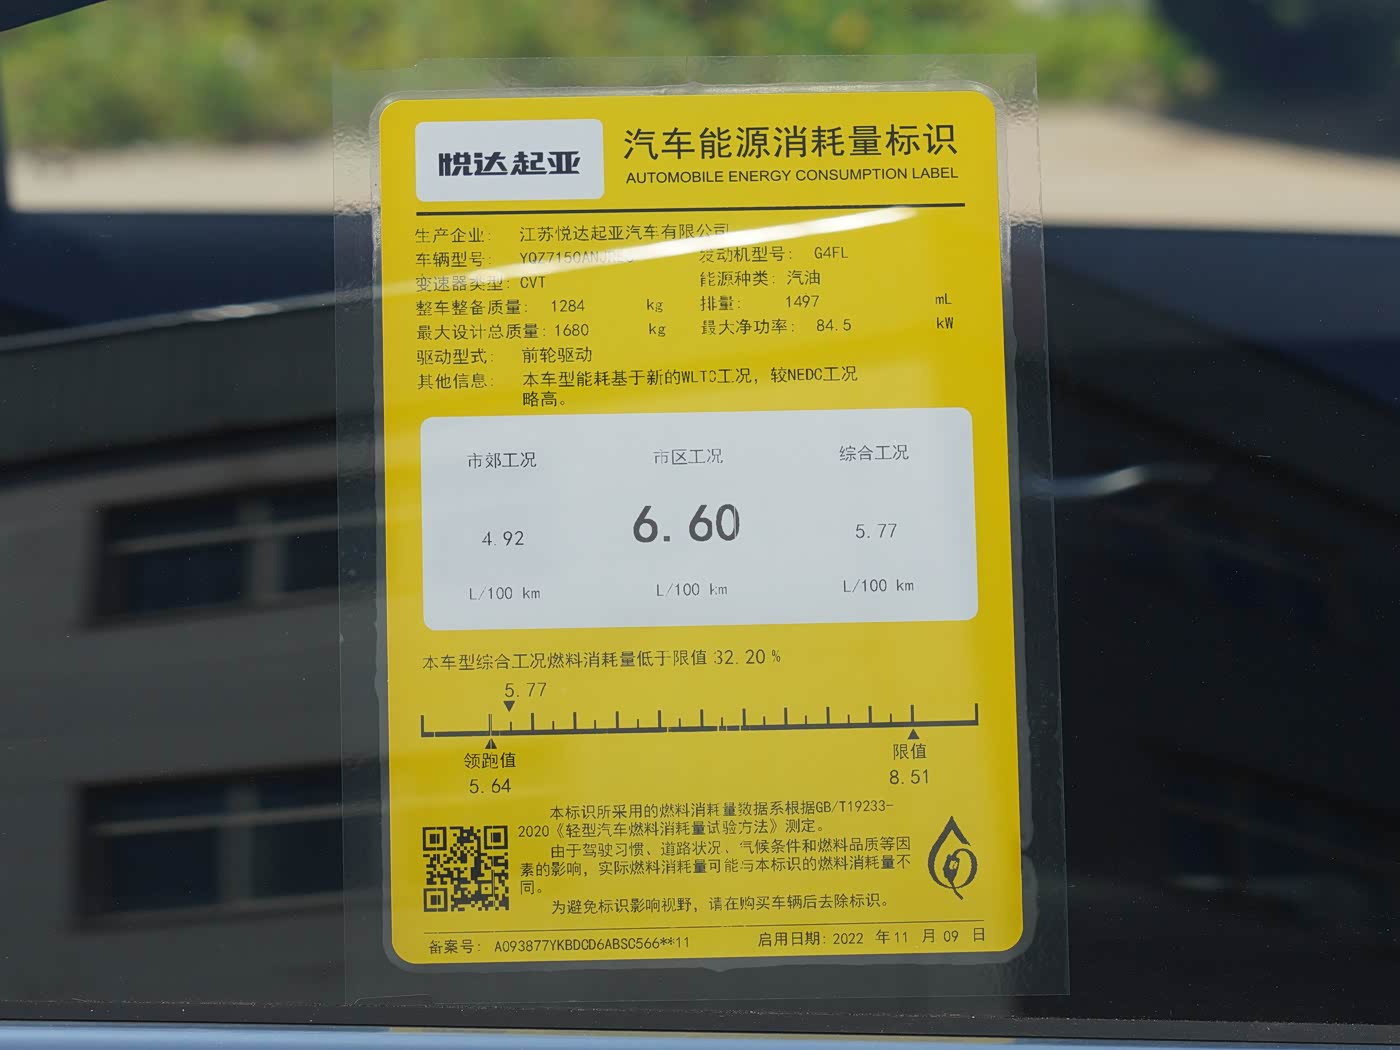 悦达起亚
汽车能源消耗量标识
AUTOMOBILE ENERGY CONSUMPTION LABEL
生产企业: 江苏悦达起亚汽车有限公司
车辆型号: 发动机型号: G4FL
变速器类型: CVT 能源种类: 汽油
整车整备质量: 1284 kg 排量: 1497 mL
最大设计总质量: 1680 kg 最大净功率: 84.5 kW
驱动型式: 前轮驱动
其他信息: 本车型能耗基于新的WLTC工况，较NEDC工况
略高。
市郊工况 市区工况 综合工况
4.92 6.60 5.77
L/100 km L/100 km L/100 km
本车型综合工况燃料消耗量低于限值 32.20 %
5.77
领跑值 限值
5.64 8.51
本标识所采用的燃料消耗量数据系根据GB/T19233-
2020《轻型汽车燃料消耗量试验方法》测定。
由于驾驶习惯、道路状况、气候条件和燃料品质等因
素的影响，实际燃料消耗量可能与本标识的燃料消耗量不
同。
为避免标识影响视野，请在购买车辆后去除标识。
备案号: A093877YKBDCD6ABSC566**11 启用日期: 2022 年 11 月 09 日